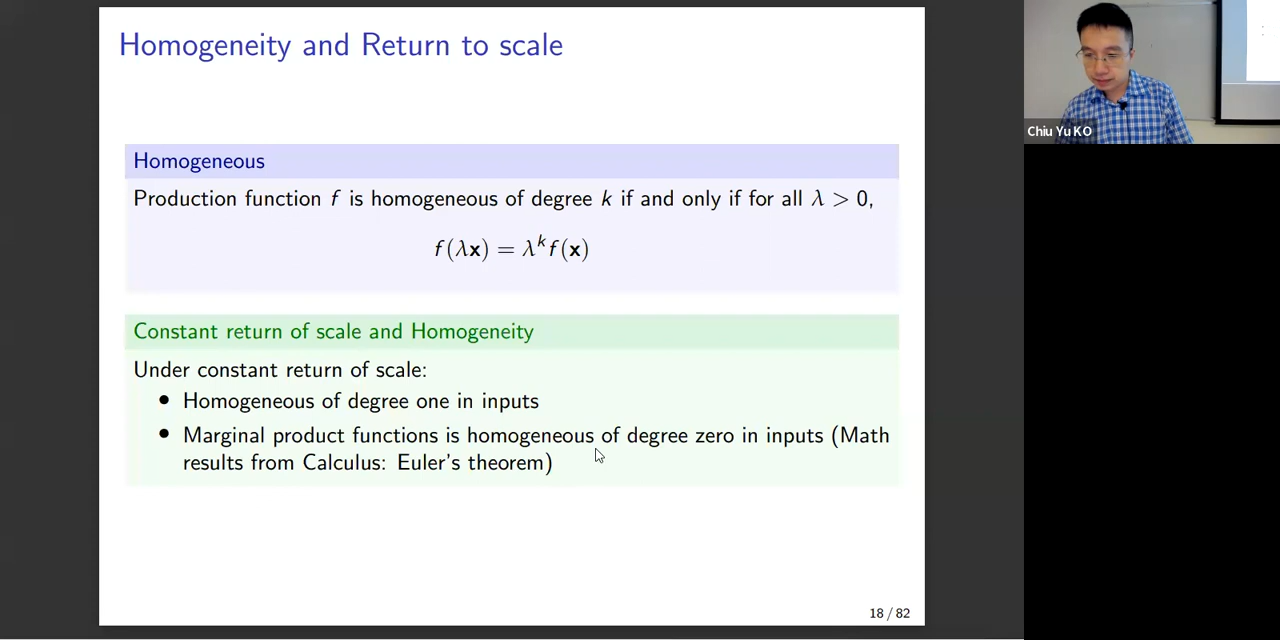 Homogeneity and Return to scale
Homogeneous
Production function f is homogeneous of degree k if and only if for all λ > 0,
f(λx) = λ^k f(x)
Constant return of scale and Homogeneity
Under constant return of scale:
• Homogeneous of degree one in inputs
• Marginal product functions is homogeneous of degree zero in inputs (Math
results from Calculus: Euler's theorem)
18 / 82
Chiu Yu KO